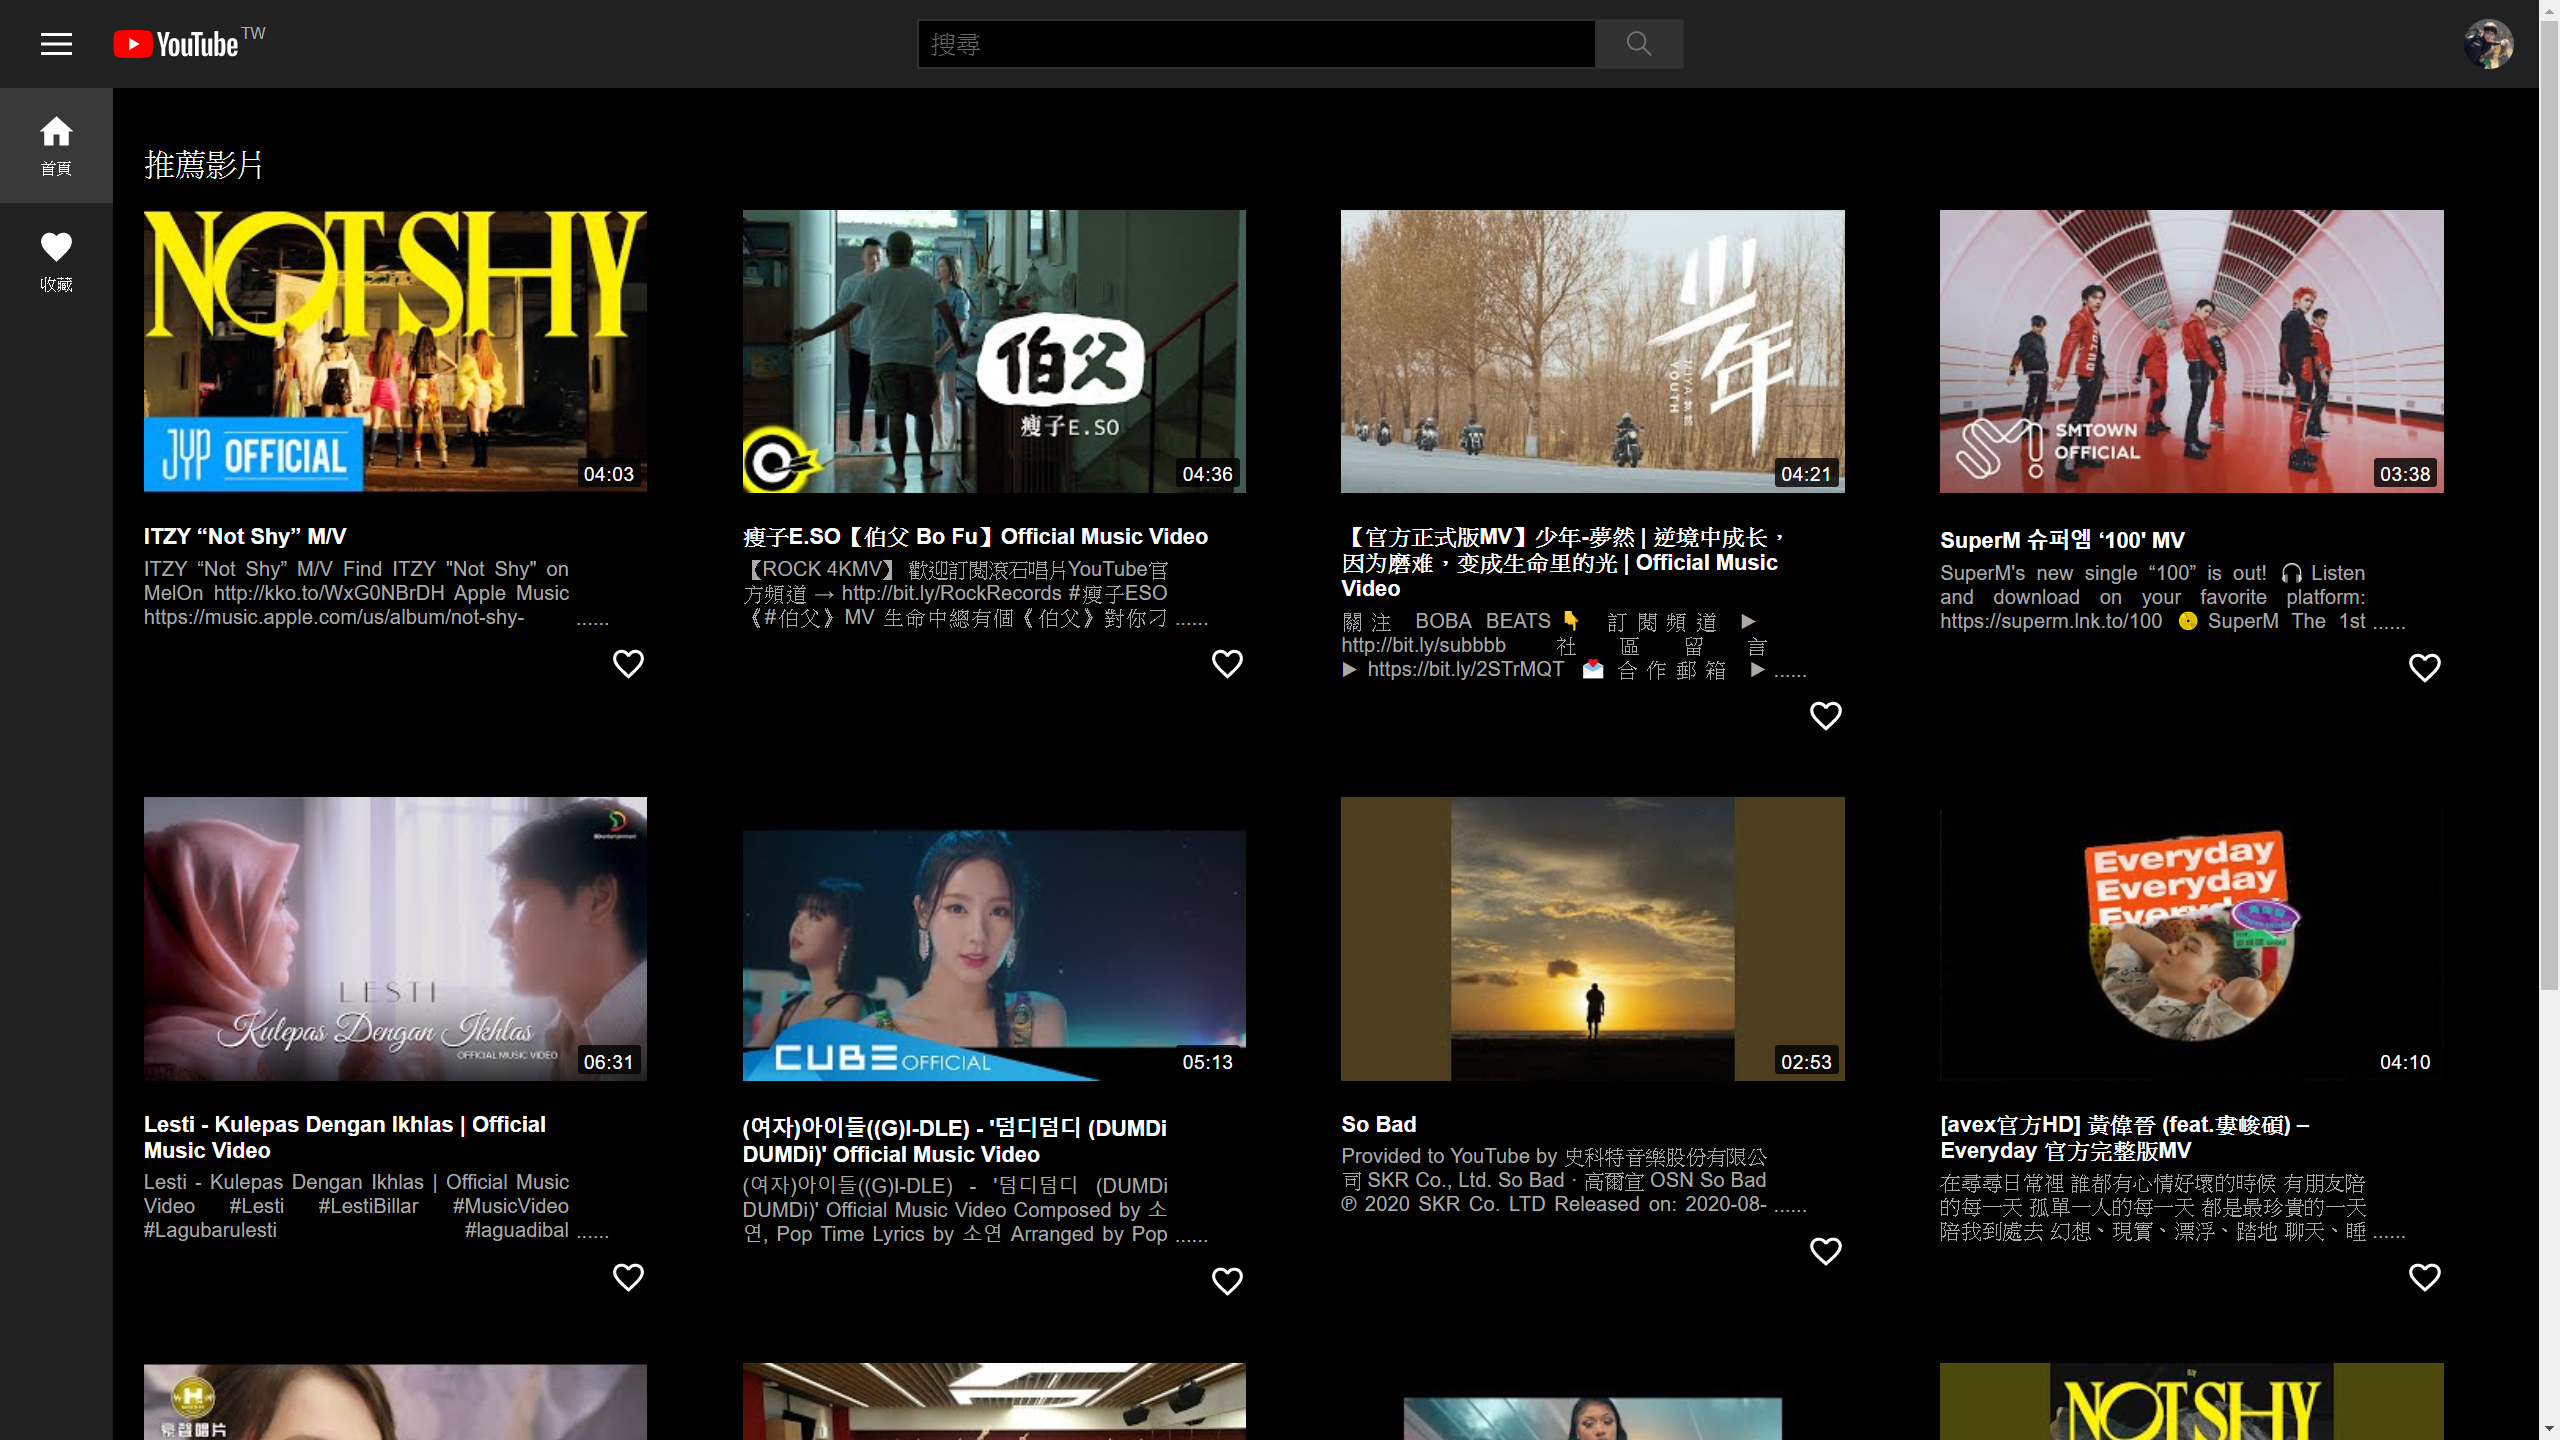 YouTube TW
搜尋
首頁
收藏
推薦影片
NOT SHY
JYP OFFICIAL
04:03
伯父
瘦子E.SO
04:36
少年
YOUTH
04:21
SMTOWN
OFFICIAL
03:38
ITZY “Not Shy” M/V
ITZY “Not Shy” M/V Find ITZY "Not Shy" on
MelOn http://kko.to/WxG0NBrDH Apple Music
https://music.apple.com/us/album/not-shy- ......
瘦子E.SO【伯父 Bo Fu】Official Music Video
【ROCK 4KMV】 歡迎訂閱滾石唱片YouTube官
方頻道 → http://bit.ly/RockRecords #瘦子ESO
《#伯父》MV 生命中總有個《伯父》對你刁 ......
【官方正式版MV】少年-夢然 | 逆境中成长，
因为磨难，变成生命里的光 | Official Music
Video
關注 BOBA BEATS👇 訂閱頻道 ►
http://bit.ly/subbbb 社區留言
► https://bit.ly/2STrMQT 💌 合作郵箱 ► ......
SuperM 슈퍼엠 ‘100' MV
SuperM's new single “100” is out! 🎧 Listen
and download on your favorite platform:
https://superm.lnk.to/100 📀 SuperM The 1st ......
LESTI
Kulepas Dengan Ikhlas
OFFICIAL MUSIC VIDEO
06:31
CUBE OFFICIAL
05:13
02:53
Everyday
Everyday
Everyday
04:10
Lesti - Kulepas Dengan Ikhlas | Official
Music Video
Lesti - Kulepas Dengan Ikhlas | Official Music
Video #Lesti #LestiBillar #MusicVideo
#Lagubarulesti #laguadibal ......
(여자)아이들((G)I-DLE) - '덤디덤디 (DUMDi
DUMDi)' Official Music Video
(여자)아이들((G)I-DLE) - '덤디덤디 (DUMDi
DUMDi)' Official Music Video Composed by 소
연, Pop Time Lyrics by 소연 Arranged by Pop ......
So Bad
Provided to YouTube by 史科特音樂股份有限公
司 SKR Co., Ltd. So Bad · 高爾宣 OSN So Bad
℗ 2020 SKR Co. LTD Released on: 2020-08- ......
[avex官方HD] 黃偉晉 (feat.婁峻碩) –
Everyday 官方完整版MV
在尋尋日常裡 誰都有心情好壞的時候 有朋友陪
的每一天 孤單一人的每一天 都是最珍貴的一天
陪我到處去 幻想、現實、漂浮、踏地 聊天、睡 ......
豪聲唱片
NOT SHY